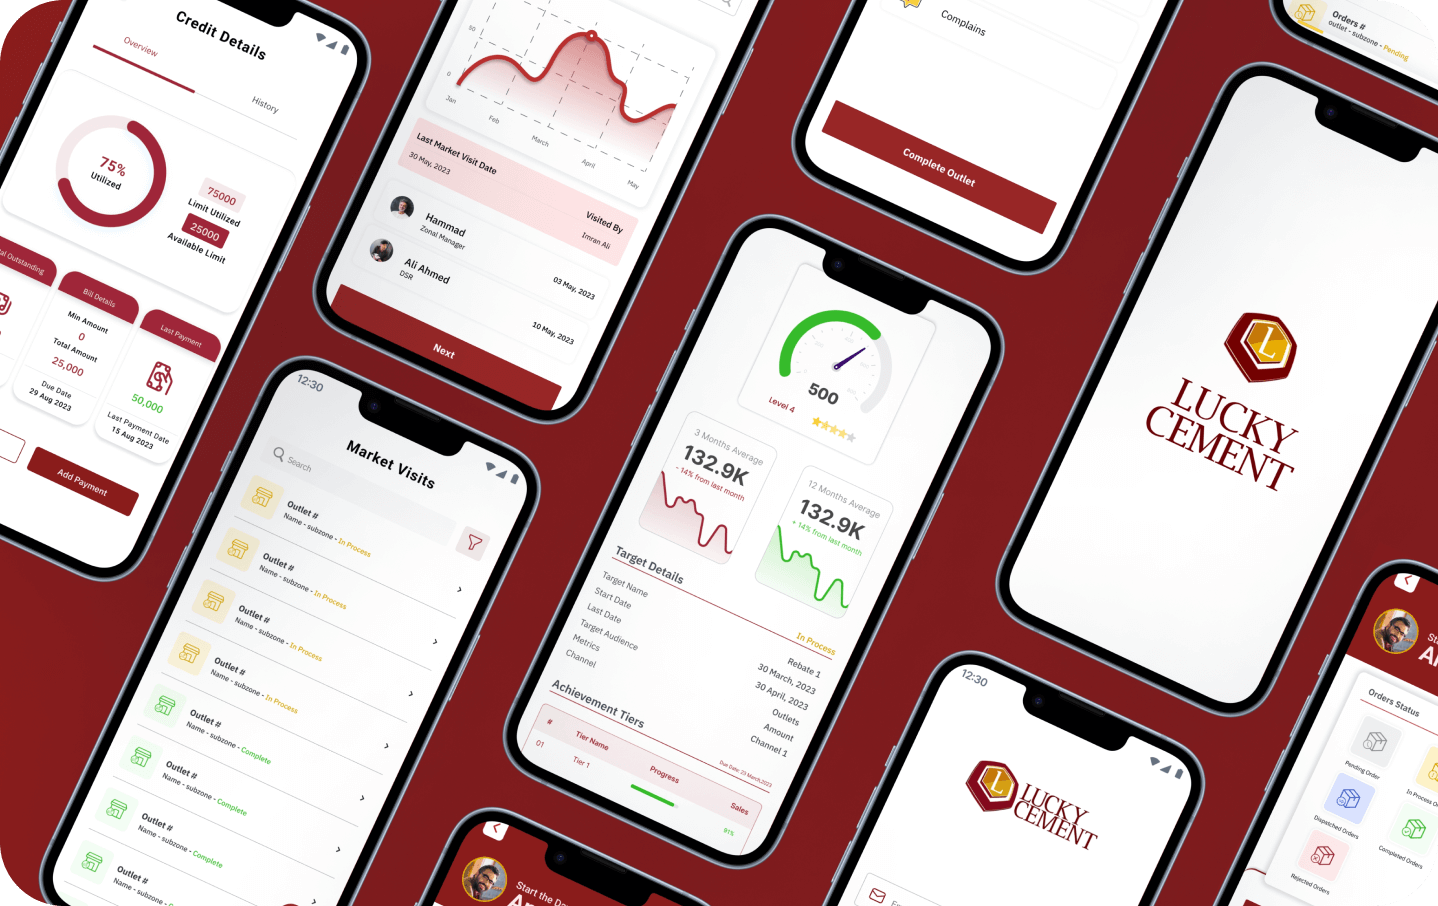 Credit Details
Overview
History
75%
Utilized
75000
Limit Utilized
25000
Available Limit
Outstanding
Bill Details
Min Amount
0
Total Amount
25,000
Due Date
29 Aug 2023
Last Payment
50,000
Last Payment Date
15 Aug 2023
Add Payment
50
0
Jan
Feb
March
April
May
Last Market Visit Date
30 May, 2023
Visited By
Imran Ali
Hammad
Zonal Manager
03 May, 2023
Ali Ahmed
DSR
10 May, 2023
Next
12:30
Market Visits
Search
Outlet #
Name - subzone - In Process
Outlet #
Name - subzone - In Process
Outlet #
Name - subzone - In Process
Outlet #
Name - subzone - In Process
Outlet #
Name - subzone - Complete
Outlet #
Name - subzone - Complete
Outlet #
Name - subzone - Complete
Outlet #
Name - subzone -
Complains
Complete Outlet
500
Level 4
3 Months Average
132.9K
- 14% from last month
12 Months Average
132.9K
+ 14% from last month
Target Details
In Process
Target Name
Rebate 1
Start Date
30 March, 2023
Last Date
30 April, 2023
Target Audience
Outlets
Metrics
Amount
Channel
Channel 1
Achievement Tiers
Due Date: 23 March,2023
#
Tier Name
Progress
Sales
01
Tier 1
81%
Start the Da
Orders #
outlet - subzone - Pending
L
LUCKY
CEMENT
12:30
L
LUCKY
CEMENT
Orders Status
Pending Order
In Process O
Dispatched Orders
Completed Orders
Rejected Orders